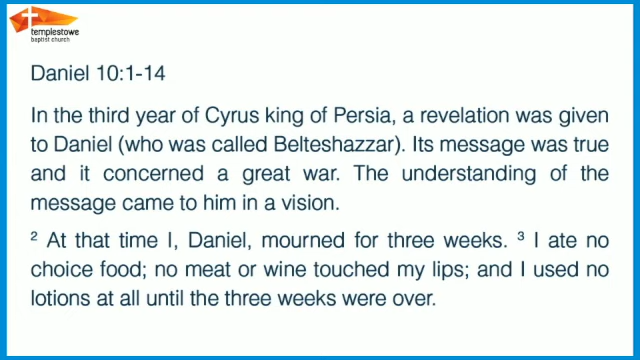 templestowe
baptist church
Daniel 10:1-14
In the third year of Cyrus king of Persia, a revelation was given
to Daniel (who was called Belteshazzar). Its message was true
and it concerned a great war. The understanding of the
message came to him in a vision.
² At that time I, Daniel, mourned for three weeks. ³ I ate no
choice food; no meat or wine touched my lips; and I used no
lotions at all until the three weeks were over.